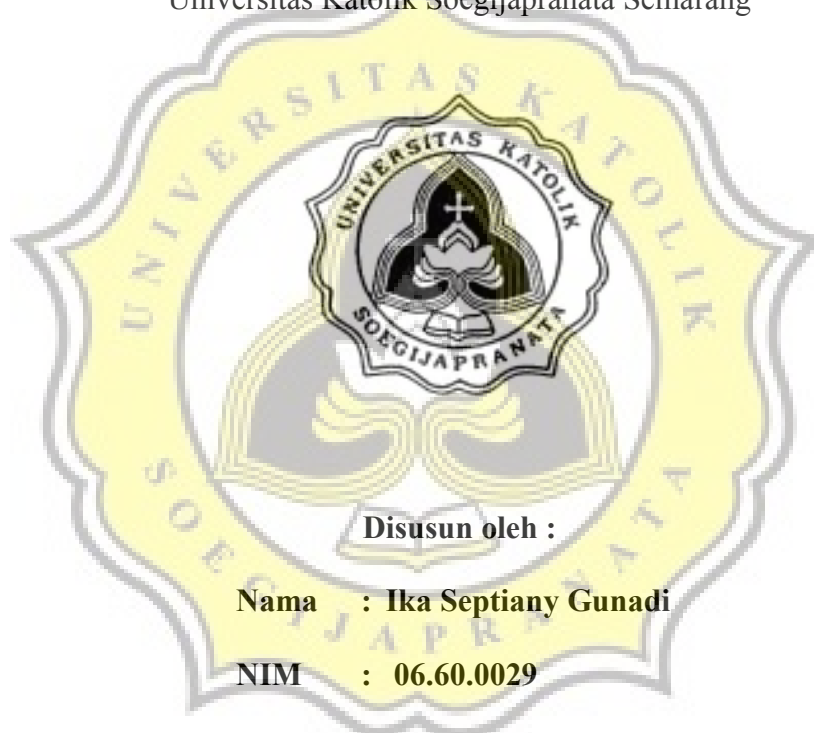 Universitas Katolik Soegijapranata Semarang
UNIVERSITAS KATOLIK
SOEGIJAPRANATA
UNIVERSITAS KATOLIK
SOEGIJAPRANATA
Disusun oleh :
Nama : Ika Septiany Gunadi
NIM : 06.60.0029